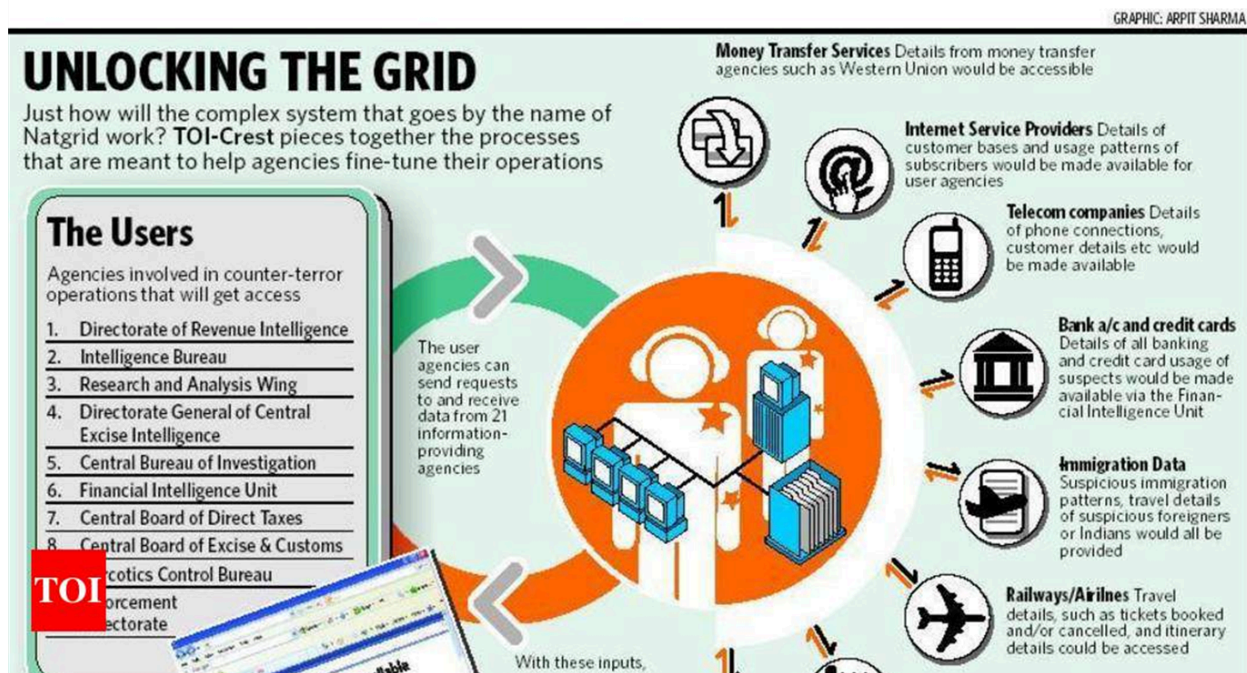 GRAPHIC: ARPIT SHARMA
UNLOCKING THE GRID
Just how will the complex system that goes by the name of
Natgrid work? TOI-Crest pieces together the processes
that are meant to help agencies fine-tune their operations
The Users
Agencies involved in counter-terror
operations that will get access
1. Directorate of Revenue Intelligence
2. Intelligence Bureau
3. Research and Analysis Wing
4. Directorate General of Central
Excise Intelligence
5. Central Bureau of Investigation
6. Financial Intelligence Unit
7. Central Board of Direct Taxes
8. Central Board of Excise & Customs
rcotics Control Bureau
orcement
ectorate
TOI
The user
agencies can
send requests
to and receive
data from 21
information-
providing
agencies
With these inputs,
Money Transfer Services Details from money transfer
agencies such as Western Union would be accessible
Internet Service Providers Details of
customer bases and usage patterns of
subscribers would be made available for
user agencies
Telecom companies Details
of phone connections,
customer details etc would
be made available
Bank a/c and credit cards
Details of all banking
and credit card usage of
suspects would be made
available via the Finan-
cial Intelligence Unit
Immigration Data
Suspicious immigration
patterns, travel details
of suspicious foreigners
or Indians would all be
provided
Railways/Airilnes Travel
details, such as tickets booked
and/or cancelled, and itinerary
details could be accessed